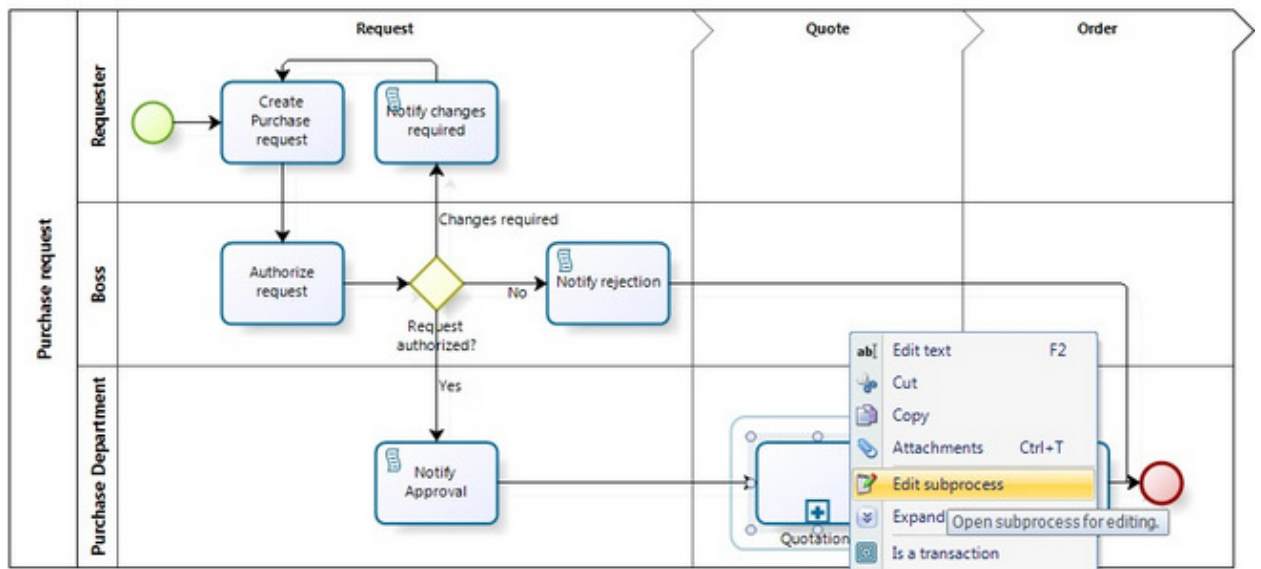 Request
Quote
Order
Purchase request
Requester
Create
Purchase
request
Notify changes
required
Changes required
Boss
Authorize
request
Request
authorized?
No
Notify rejection
Yes
Purchase Department
Notify
Approval
Quotation
Edit text F2
Cut
Copy
Attachments Ctrl+T
Edit subprocess
Expand
Open subprocess for editing.
Is a transaction